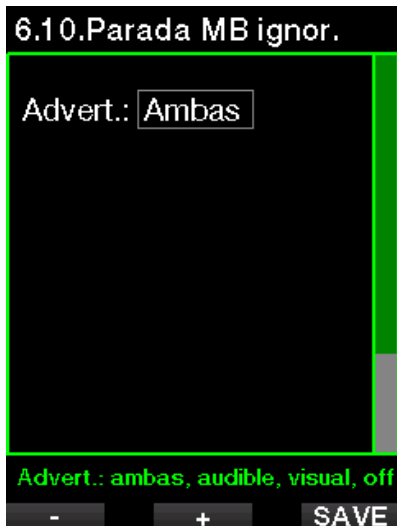 6.10.Parada MB ignor.
Advert.: Ambas
Advert.: ambas, audible, visual, off
- + SAVE